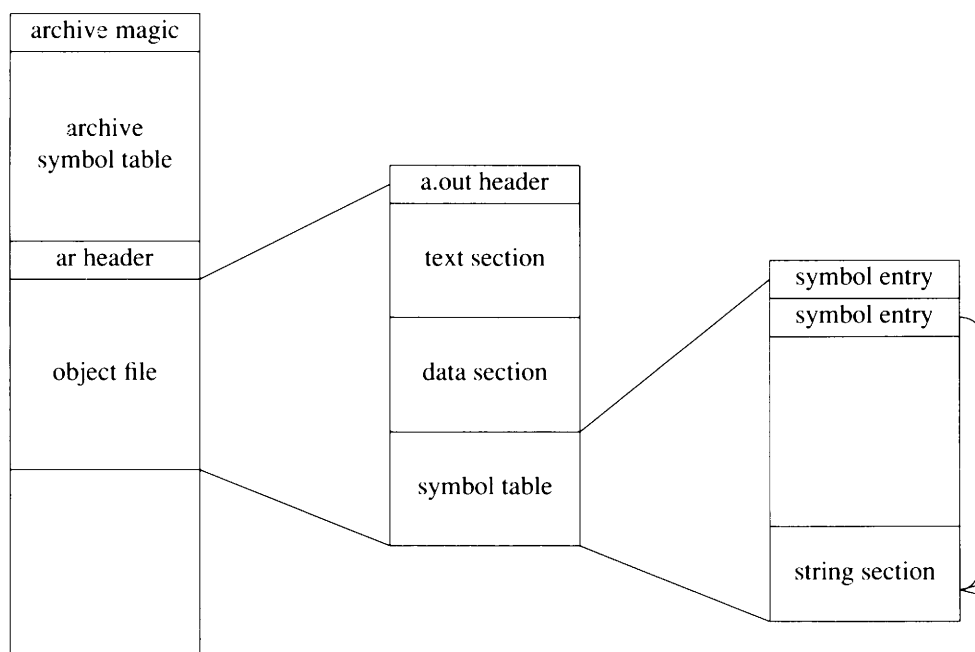 archive magic
archive
symbol table
ar header
object file
a.out header
text section
data section
symbol table
symbol entry
symbol entry
string section